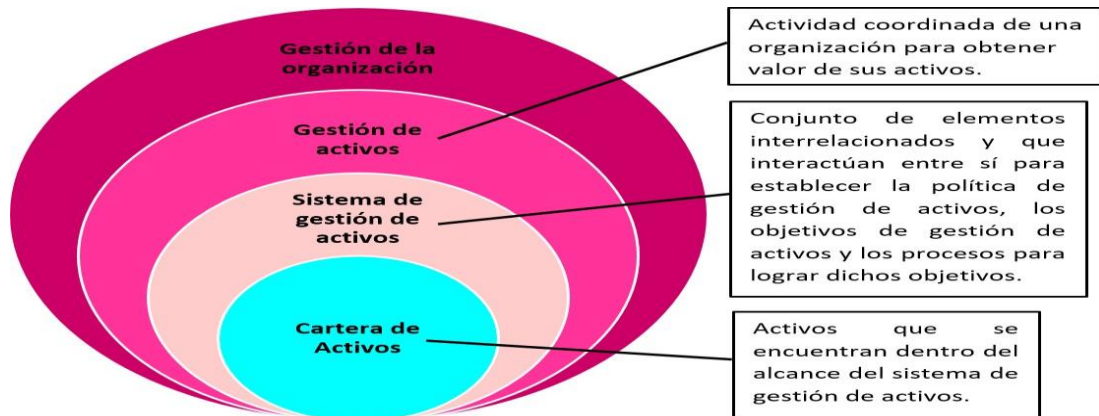 Gestión de la
organización
Gestión de
activos
Sistema de
gestión de
activos
Cartera de
Activos
Actividad coordinada de una
organización para obtener
valor de sus activos.
Conjunto de elementos
interrelacionados y que
interactúan entre sí para
establecer la política de
gestión de activos, los
objetivos de gestión de
activos y los procesos para
lograr dichos objetivos.
Activos que se
encuentran dentro del
alcance del sistema de
gestión de activos.